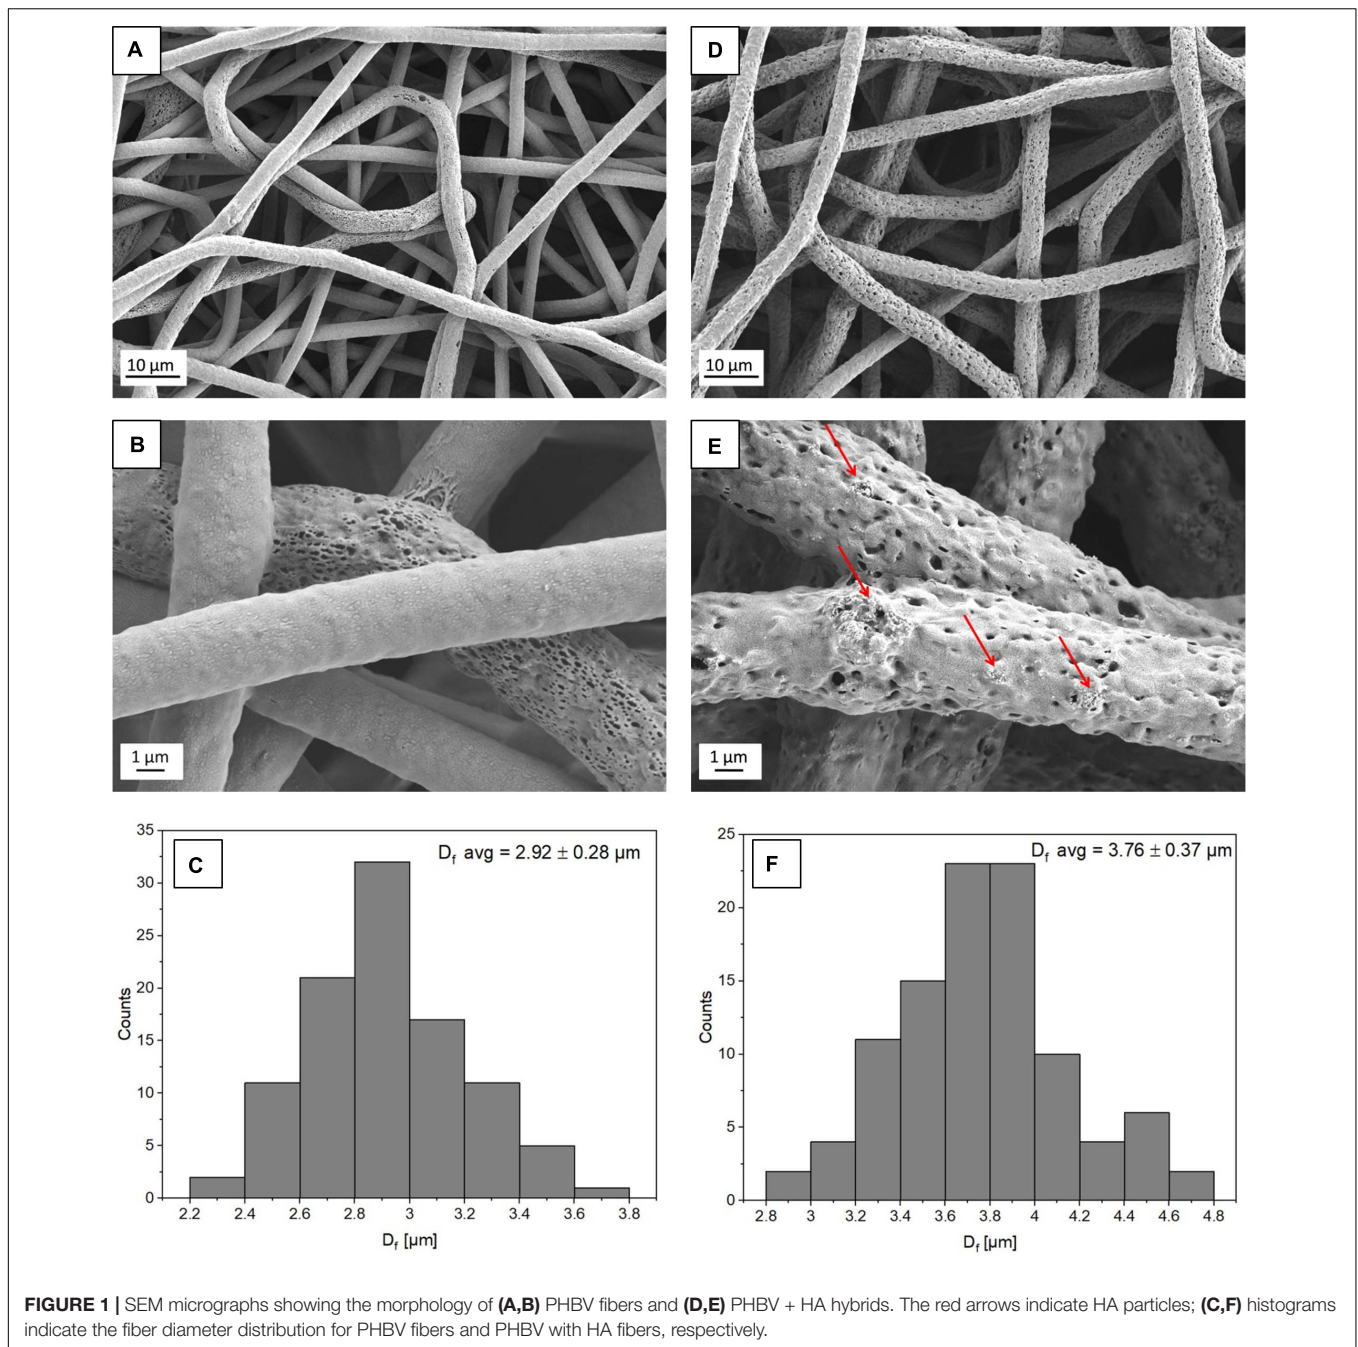 A
10 µm
D
10 µm
B
1 µm
E
1 µm
C
D_f avg = 2.92 ± 0.28 µm
35
30
25
20
15
10
5
0
Counts
2.2 2.4 2.6 2.8 3 3.2 3.4 3.6 3.8
D_f [µm]
F
D_f avg = 3.76 ± 0.37 µm
25
20
15
10
5
0
Counts
2.8 3 3.2 3.4 3.6 3.8 4 4.2 4.4 4.6 4.8
D_f [µm]
FIGURE 1 | SEM micrographs showing the morphology of (A,B) PHBV fibers and (D,E) PHBV + HA hybrids. The red arrows indicate HA particles; (C,F) histograms
indicate the fiber diameter distribution for PHBV fibers and PHBV with HA fibers, respectively.